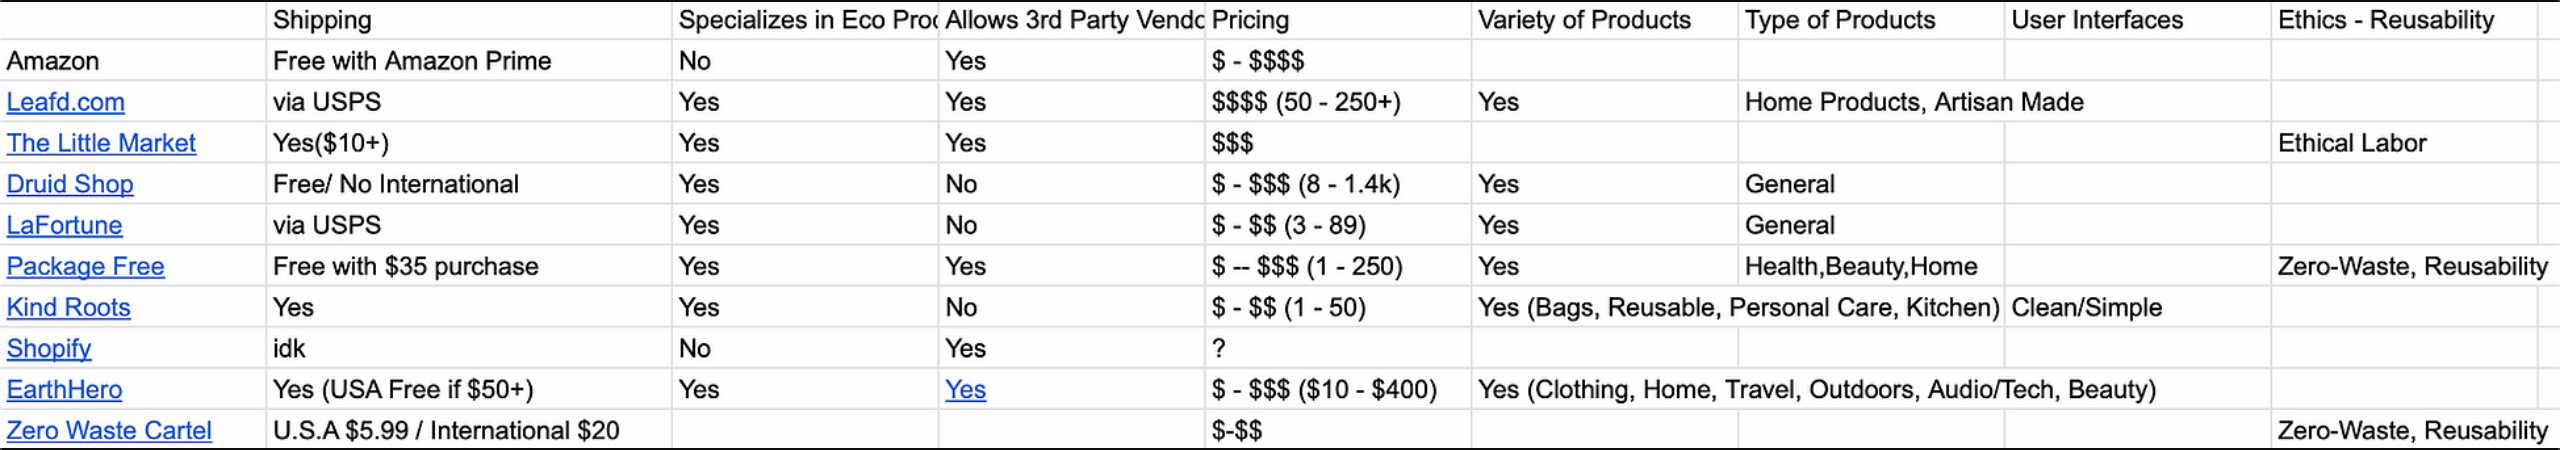 Shipping Specializes in Eco Proc Allows 3rd Party Vendo Pricing Variety of Products Type of Products User Interfaces Ethics - Reusability
Amazon Free with Amazon Prime No Yes $ - $$$$
Leafd.com via USPS Yes Yes $$$$ (50 - 250+) Yes Home Products, Artisan Made
The Little Market Yes($10+) Yes Yes $$$ Ethical Labor
Druid Shop Free/ No International Yes No $ - $$$ (8 - 1.4k) Yes General
LaFortune via USPS Yes No $ - $$ (3 - 89) Yes General
Package Free Free with $35 purchase Yes Yes $ -- $$$ (1 - 250) Yes Health,Beauty,Home Zero-Waste, Reusability
Kind Roots Yes Yes No $ - $$ (1 - 50) Yes (Bags, Reusable, Personal Care, Kitchen) Clean/Simple
Shopify idk No Yes ?
EarthHero Yes (USA Free if $50+) Yes Yes $ - $$$ ($10 - $400) Yes (Clothing, Home, Travel, Outdoors, Audio/Tech, Beauty)
Zero Waste Cartel U.S.A $5.99 / International $20 $-$$ Zero-Waste, Reusability